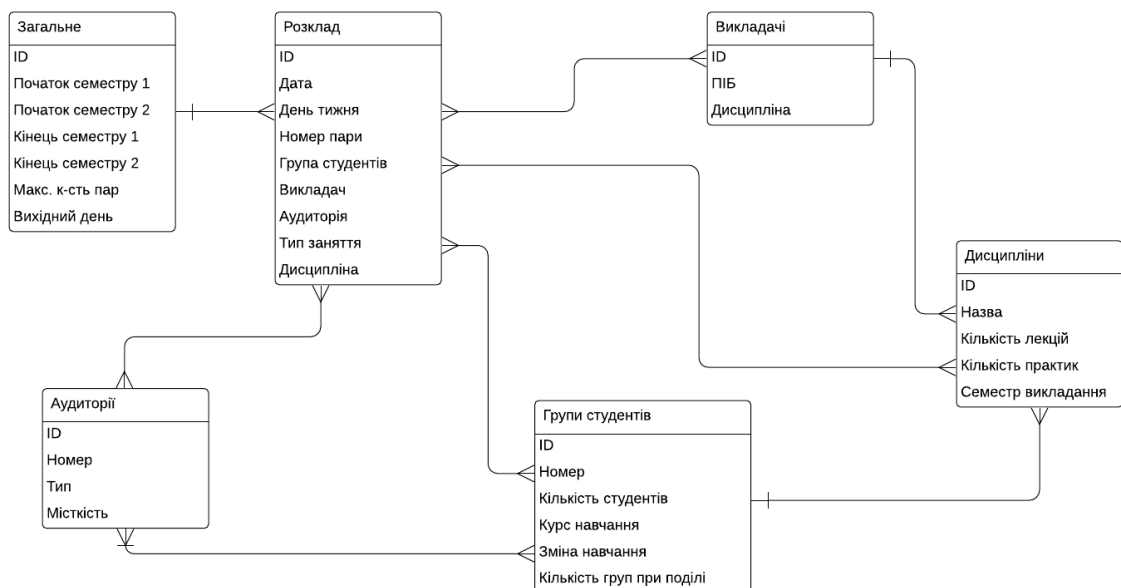 Загальне
ID
Початок семестру 1
Початок семестру 2
Кінець семестру 1
Кінець семестру 2
Макс. к-сть пар
Вихідний день
Розклад
ID
Дата
День тижня
Номер пари
Група студентів
Викладач
Аудиторія
Тип заняття
Дисципліна
Викладачі
ID
ПІБ
Дисципліна
Дисципліни
ID
Назва
Кількість лекцій
Кількість практик
Семестр викладання
Аудиторії
ID
Номер
Тип
Місткість
Групи студентів
ID
Номер
Кількість студентів
Курс навчання
Зміна навчання
Кількість груп при поділі